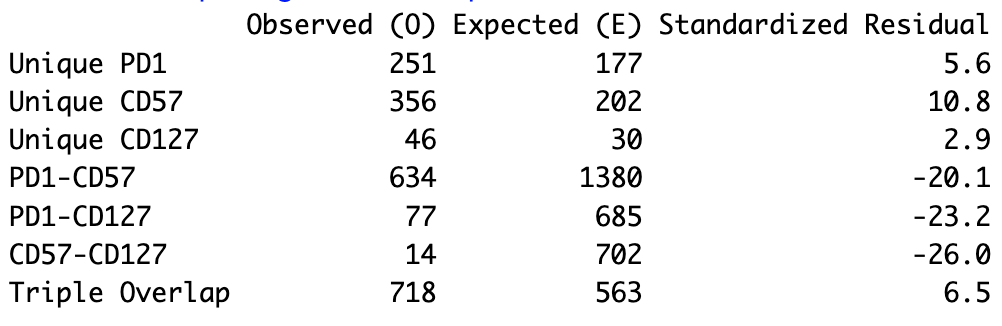 Observed (O) Expected (E) Standardized Residual
Unique PD1 251 177 5.6
Unique CD57 356 202 10.8
Unique CD127 46 30 2.9
PD1-CD57 634 1380 -20.1
PD1-CD127 77 685 -23.2
CD57-CD127 14 702 -26.0
Triple Overlap 718 563 6.5